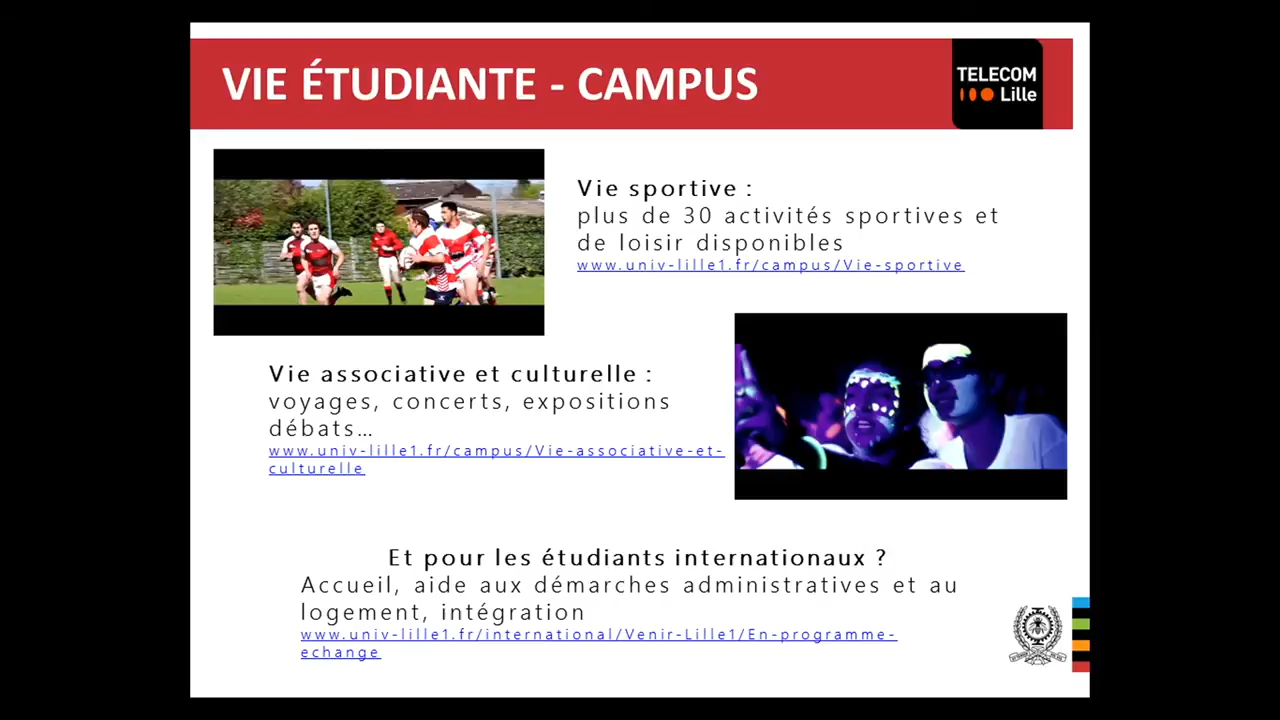 VIE ÉTUDIANTE - CAMPUS
TELECOM
Lille
Vie sportive :
plus de 30 activités sportives et
de loisir disponibles
www.univ-lille1.fr/campus/Vie-sportive
Vie associative et culturelle :
voyages, concerts, expositions
débats…
www.univ-lille1.fr/campus/Vie-associative-et-
culturelle
Et pour les étudiants internationaux ?
Accueil, aide aux démarches administratives et au
logement, intégration
www.univ-lille1.fr/international/Venir-Lille1/En-programme-
echange